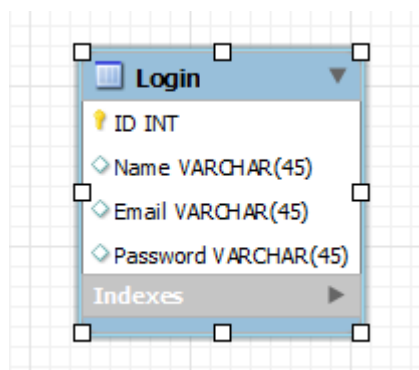 Login
ID INT
Name VARCHAR(45)
Email VARCHAR(45)
Password VARCHAR(45)
Indexes